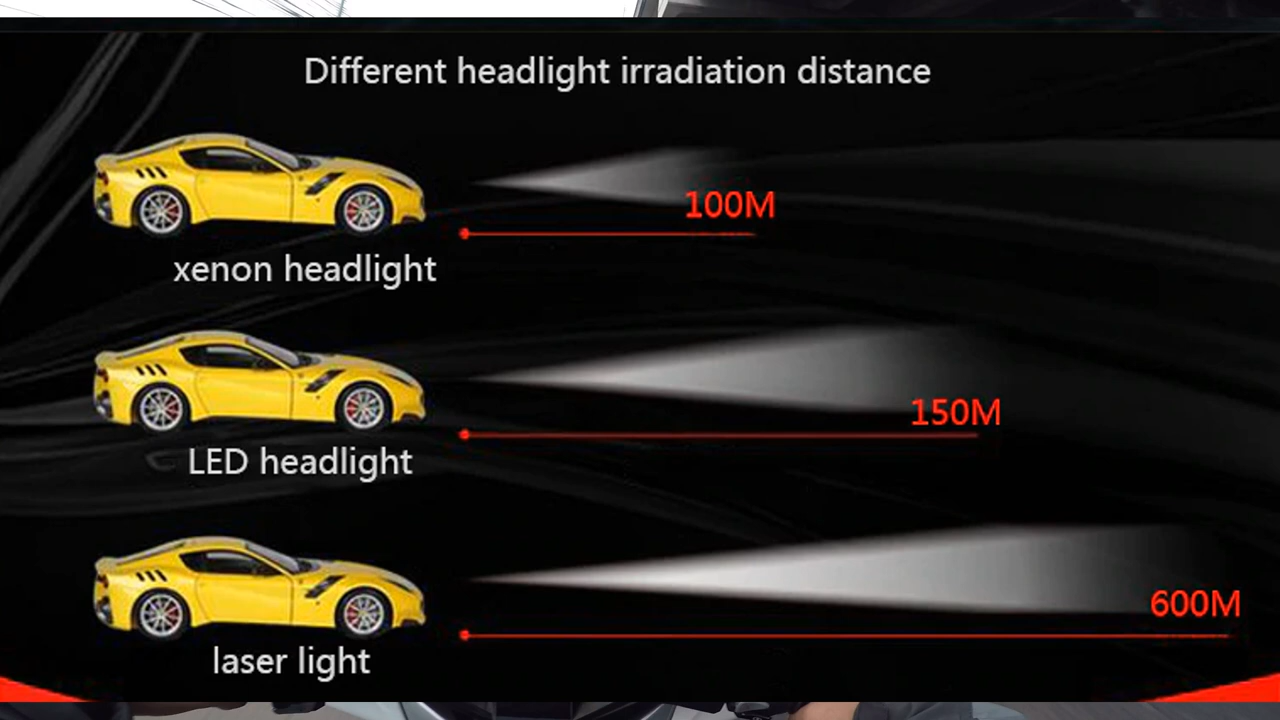 Different headlight irradiation distance
100M
xenon headlight
150M
LED headlight
600M
laser light